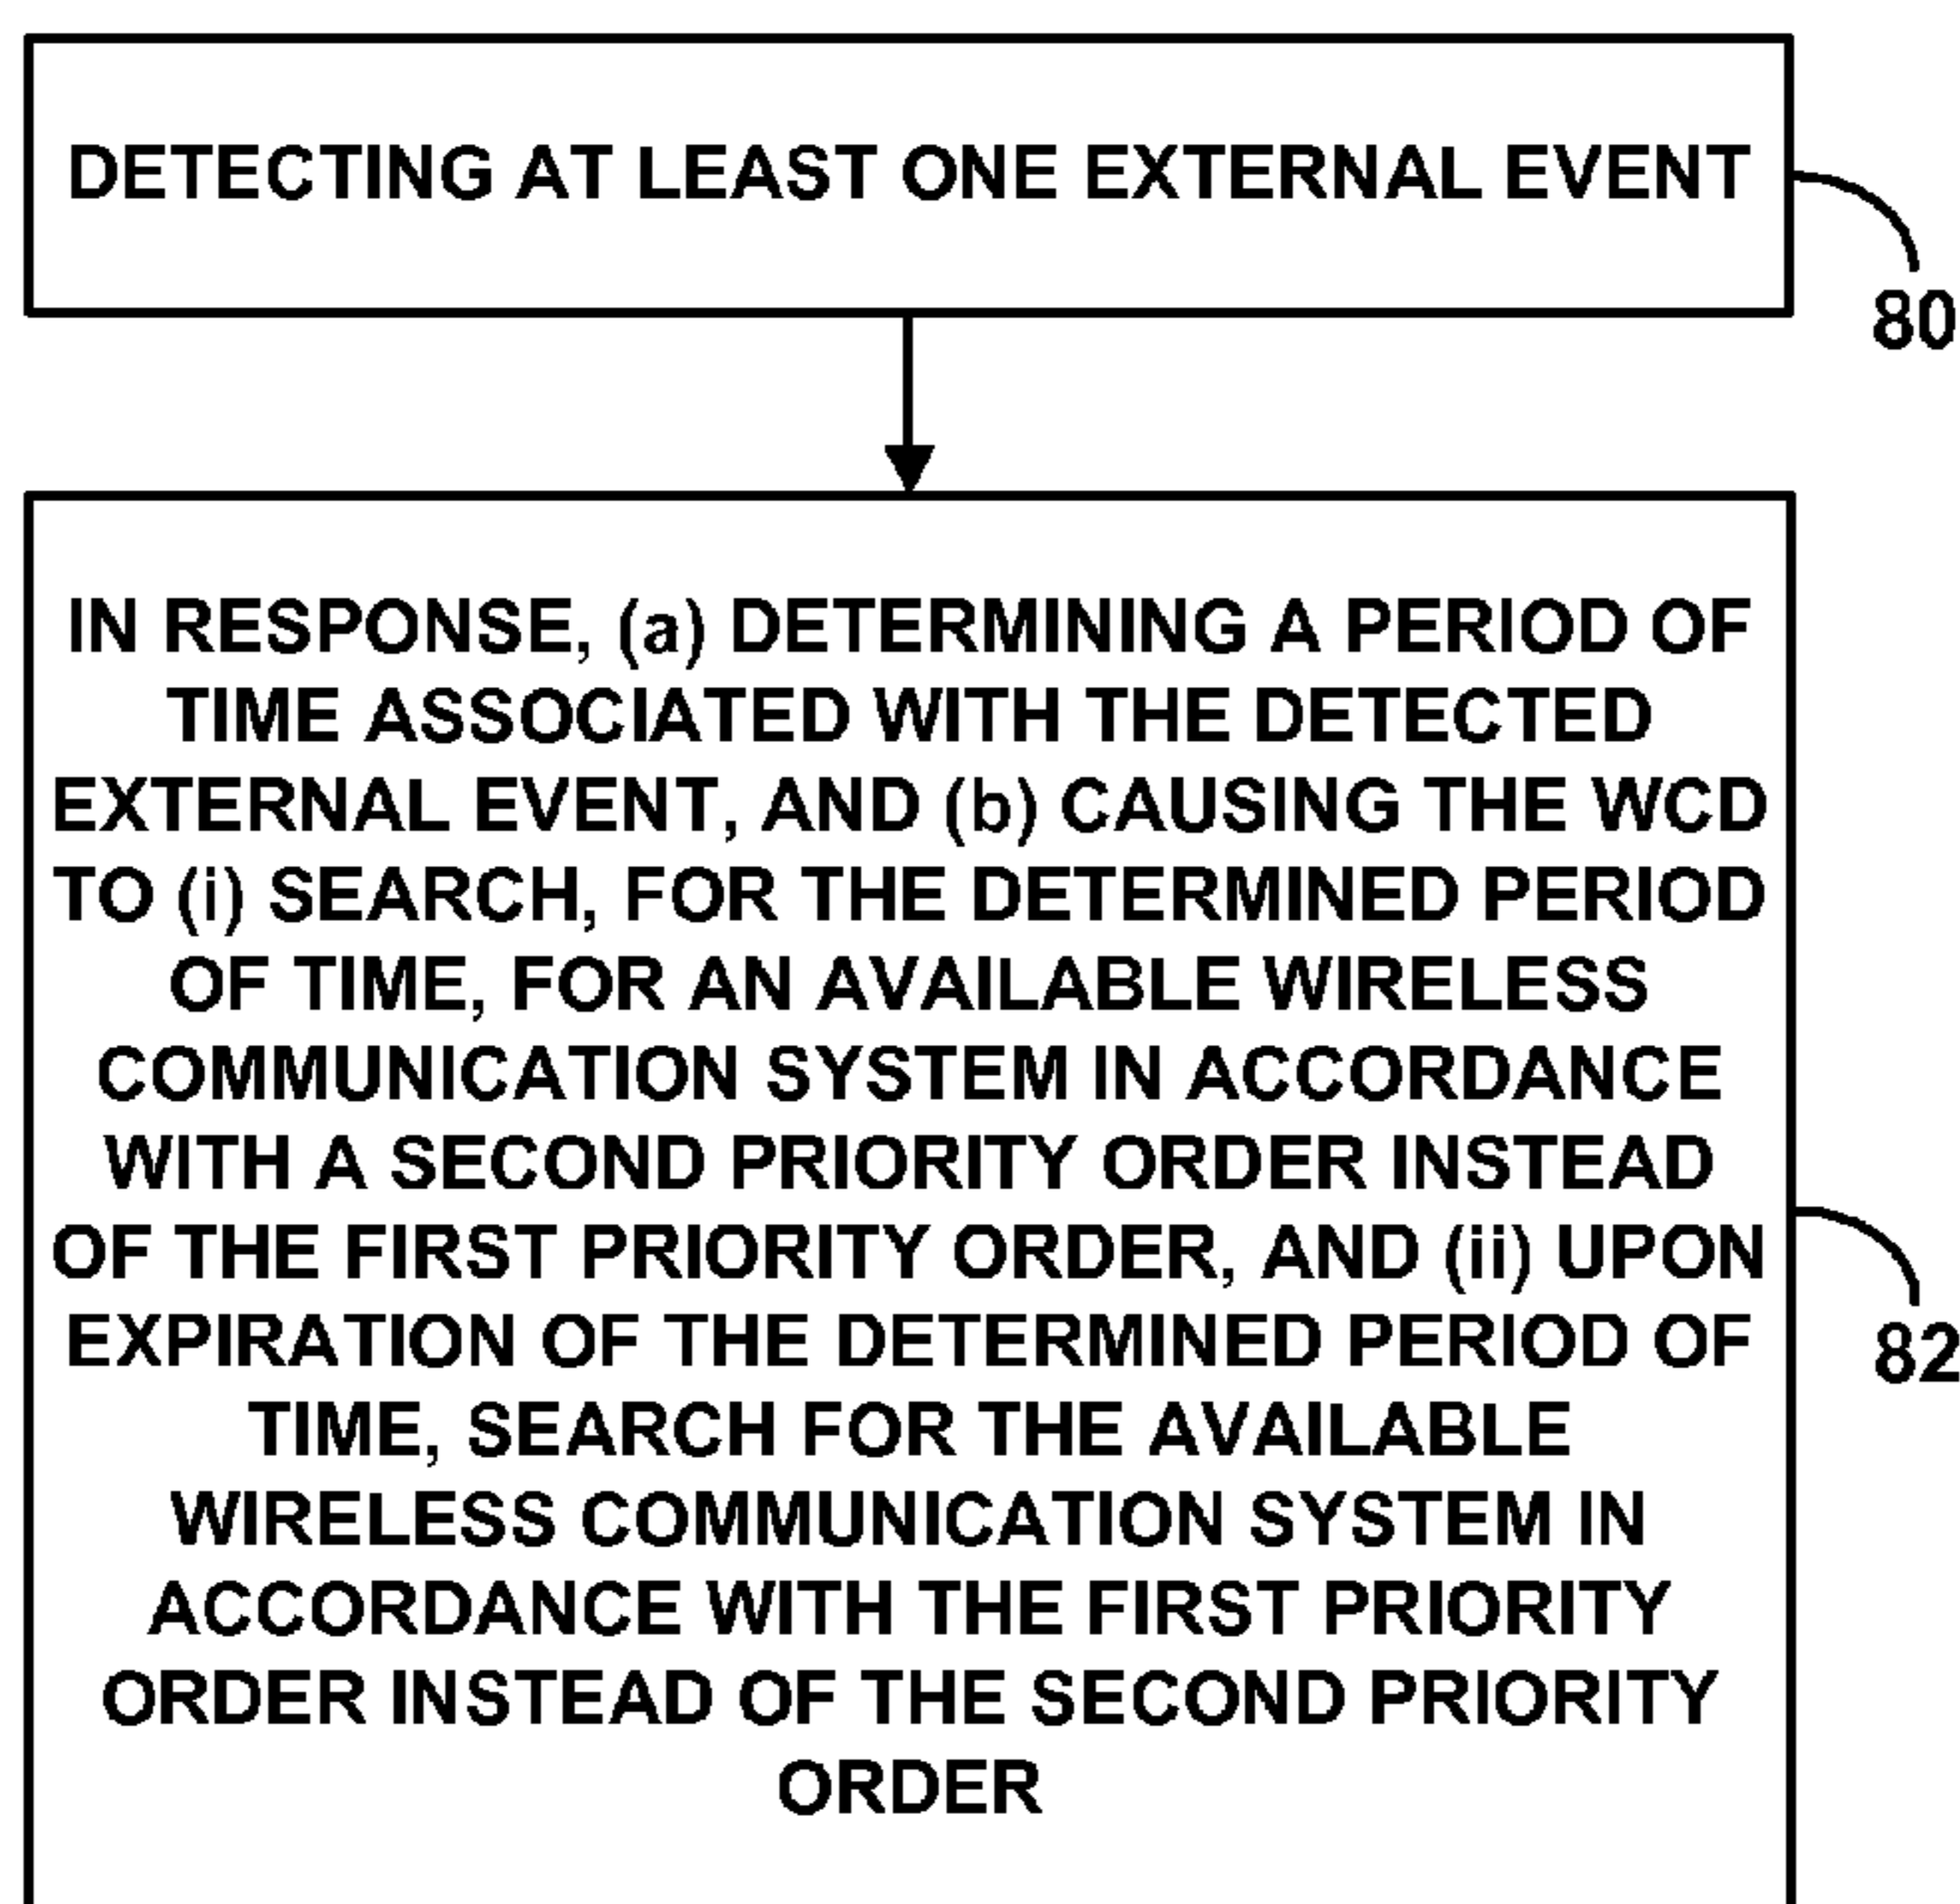 DETECTING AT LEAST ONE EXTERNAL EVENT
80
IN RESPONSE, (a) DETERMINING A PERIOD OF
TIME ASSOCIATED WITH THE DETECTED
EXTERNAL EVENT, AND (b) CAUSING THE WCD
TO (i) SEARCH, FOR THE DETERMINED PERIOD
OF TIME, FOR AN AVAILABLE WIRELESS
COMMUNICATION SYSTEM IN ACCORDANCE
WITH A SECOND PRIORITY ORDER INSTEAD
OF THE FIRST PRIORITY ORDER, AND (ii) UPON
EXPIRATION OF THE DETERMINED PERIOD OF
TIME, SEARCH FOR THE AVAILABLE
WIRELESS COMMUNICATION SYSTEM IN
ACCORDANCE WITH THE FIRST PRIORITY
ORDER INSTEAD OF THE SECOND PRIORITY
ORDER
82